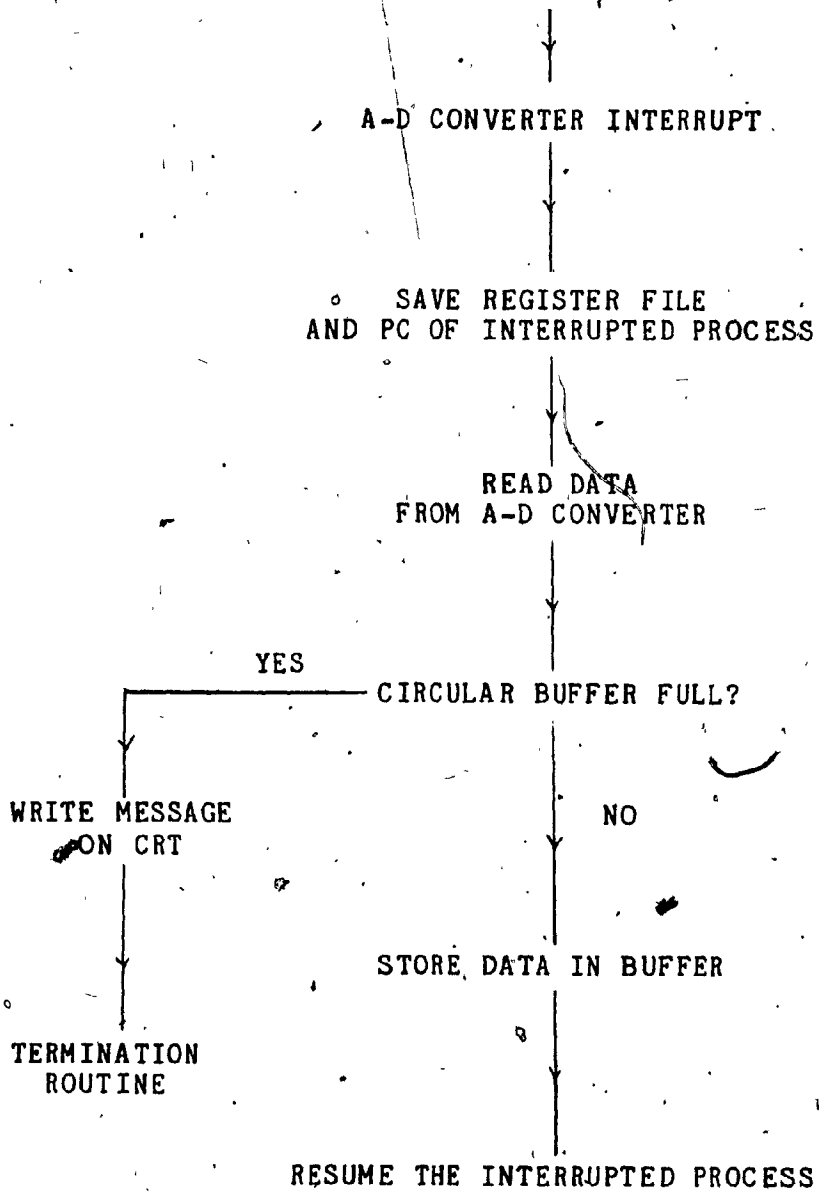 A-D CONVERTER INTERRUPT
SAVE REGISTER FILE
AND PC OF INTERRUPTED PROCESS
READ DATA
FROM A-D CONVERTER
YES
CIRCULAR BUFFER FULL?
WRITE MESSAGE
ON CRT
NO
STORE DATA IN BUFFER
TERMINATION
ROUTINE
RESUME THE INTERRUPTED PROCESS